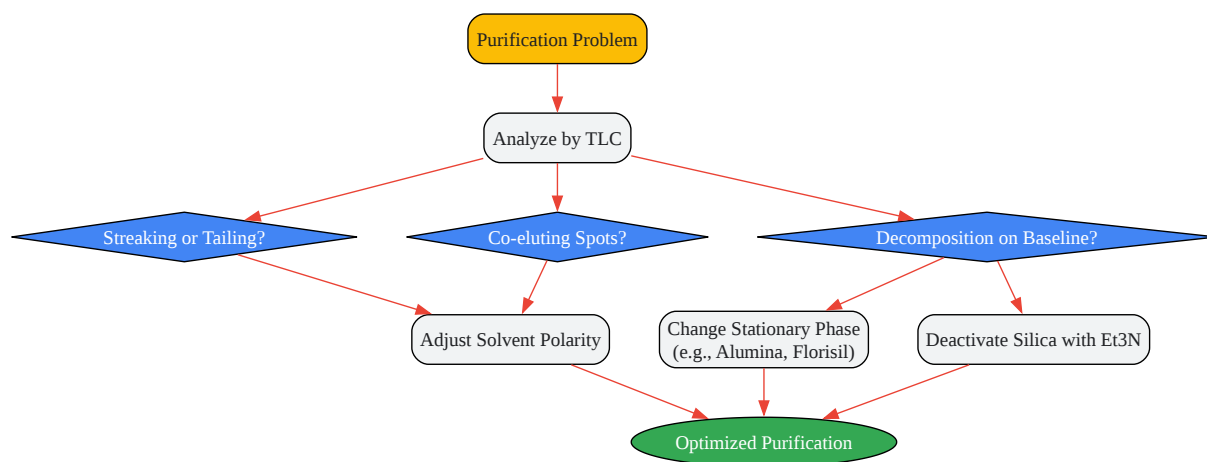 Purification Problem
Analyze by TLC
Streaking or Tailing?
Co-eluting Spots?
Decomposition on Baseline?
Adjust Solvent Polarity
Change Stationary Phase
(e.g., Alumina, Florisil)
Deactivate Silica with Et3N
Optimized Purification